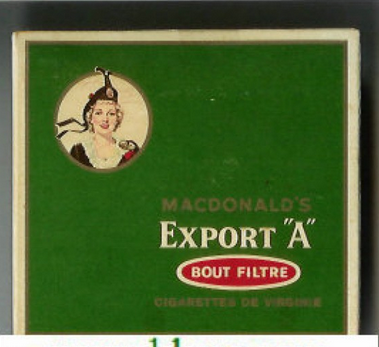 MACDONALD'S
EXPORT "A"
BOUT FILTRE
CIGARETTES DE VIRGINIE